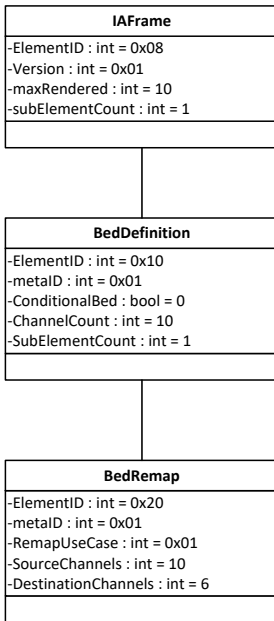 IAFrame
-ElementID : int = 0x08
-Version : int = 0x01
-maxRendered : int = 10
-subElementCount : int = 1
BedDefinition
-ElementID : int = 0x10
-metaID : int = 0x01
-ConditionalBed : bool = 0
-ChannelCount : int = 10
-SubElementCount : int = 1
BedRemap
-ElementID : int = 0x20
-metaID : int = 0x01
-RemapUseCase : int = 0x01
-SourceChannels : int = 10
-DestinationChannels : int = 6